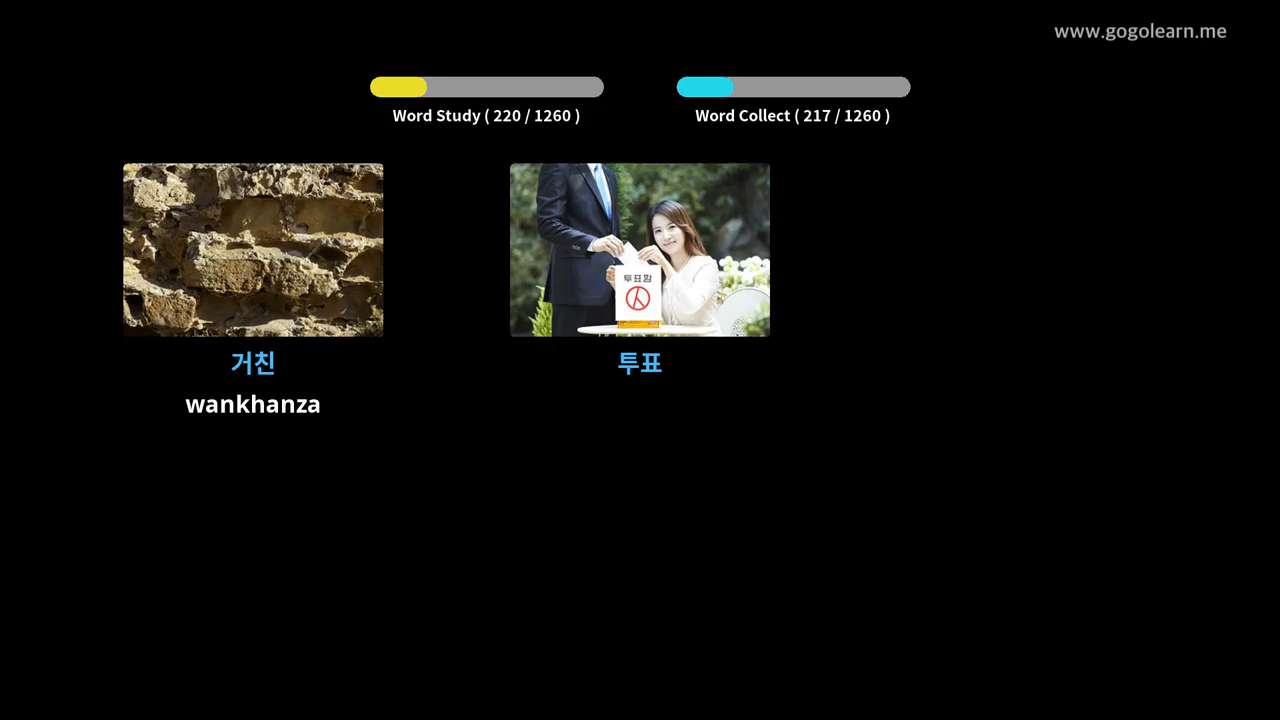 www.gogolearn.me
Word Study ( 220 / 1260 )
Word Collect ( 217 / 1260 )
투표함
거친
투표
wankhanza